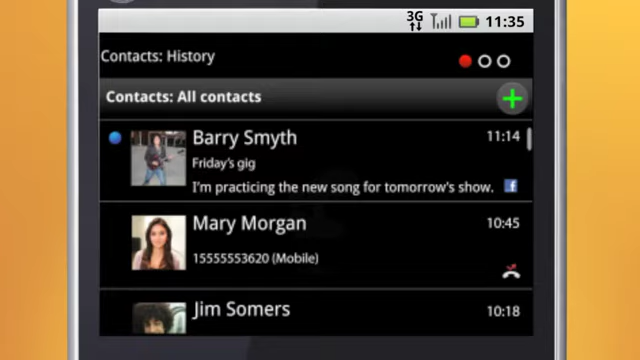 3G 11:35
Contacts: History
Contacts: All contacts
Barry Smyth 11:14
Friday's gig
I'm practicing the new song for tomorrow's show.
Mary Morgan 10:45
15555553620 (Mobile)
Jim Somers 10:18